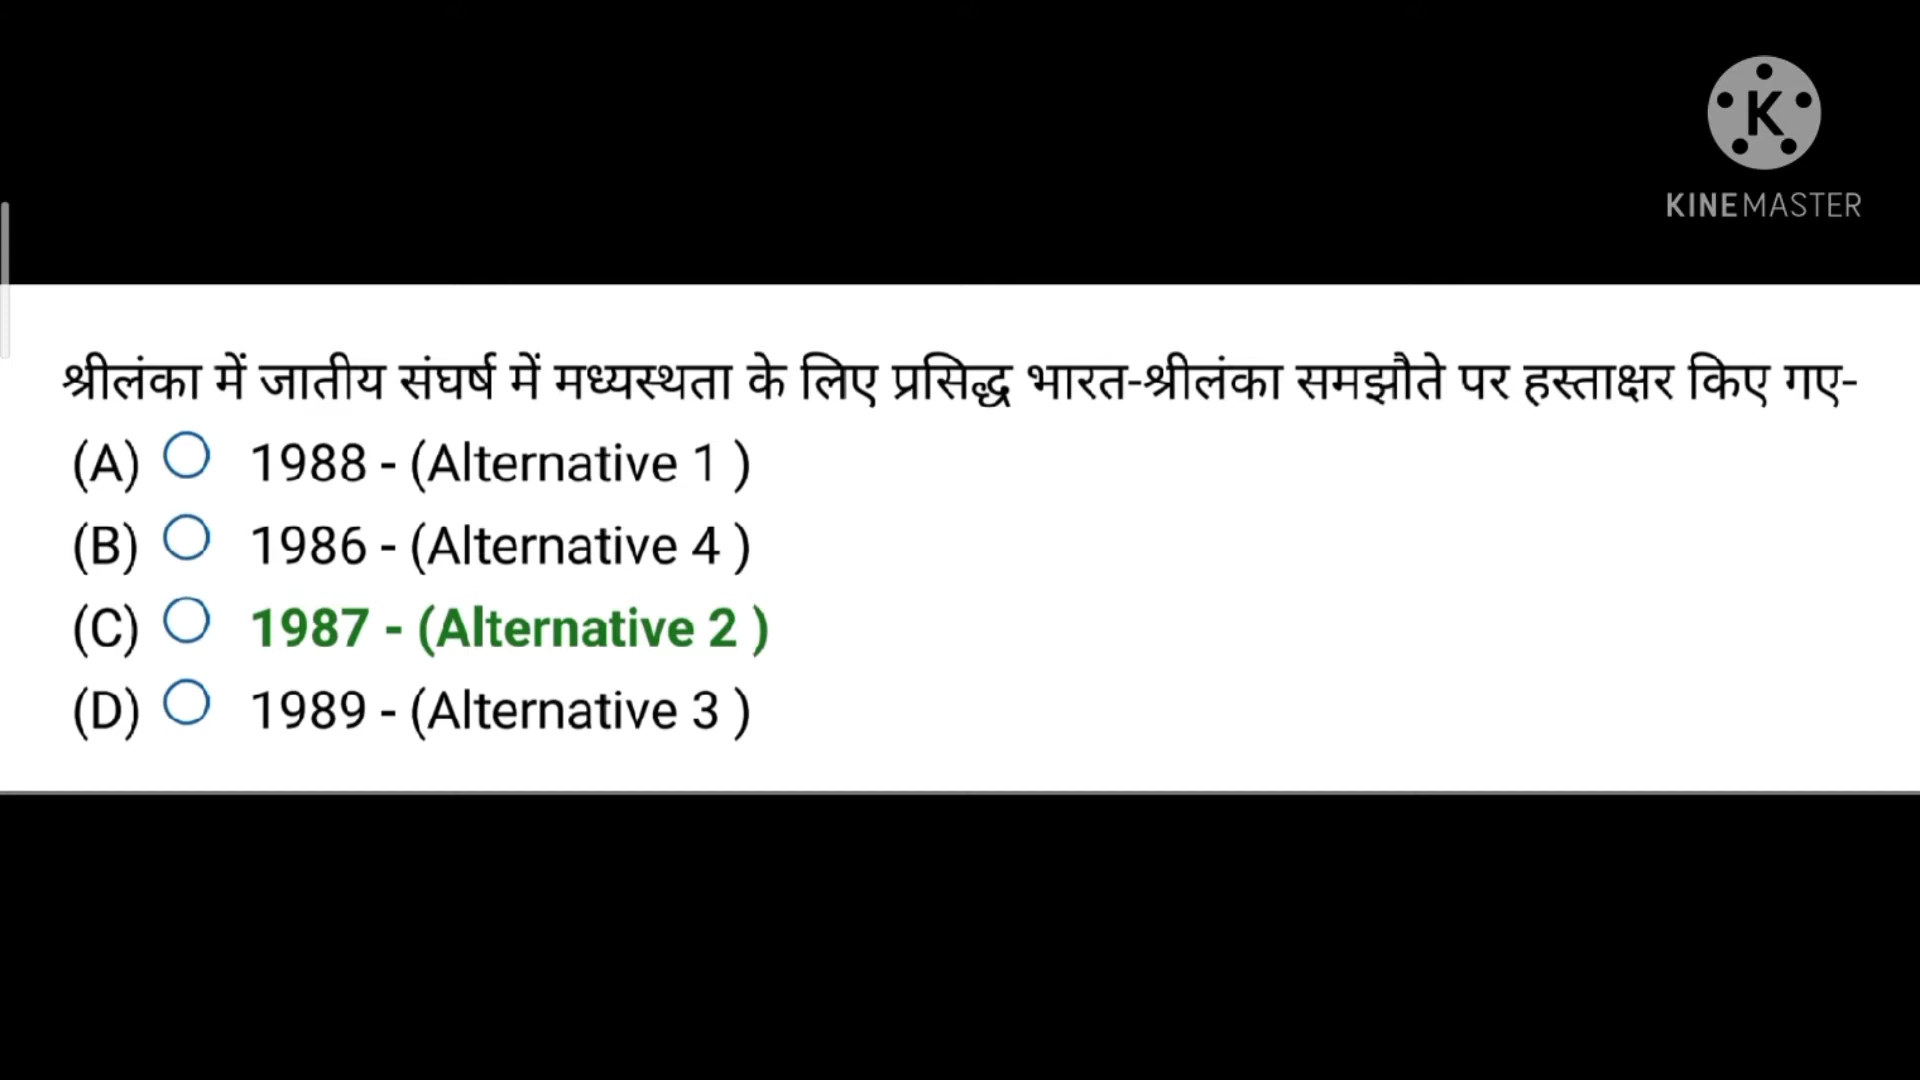 K
KINEMASTER
श्रीलंका में जातीय संघर्ष में मध्यस्थता के लिए प्रसिद्ध भारत-श्रीलंका समझौते पर हस्ताक्षर किए गए-
(A) 1988 - (Alternative 1 )
(B) 1986 - (Alternative 4 )
(C) 1987 - (Alternative 2 )
(D) 1989 - (Alternative 3 )